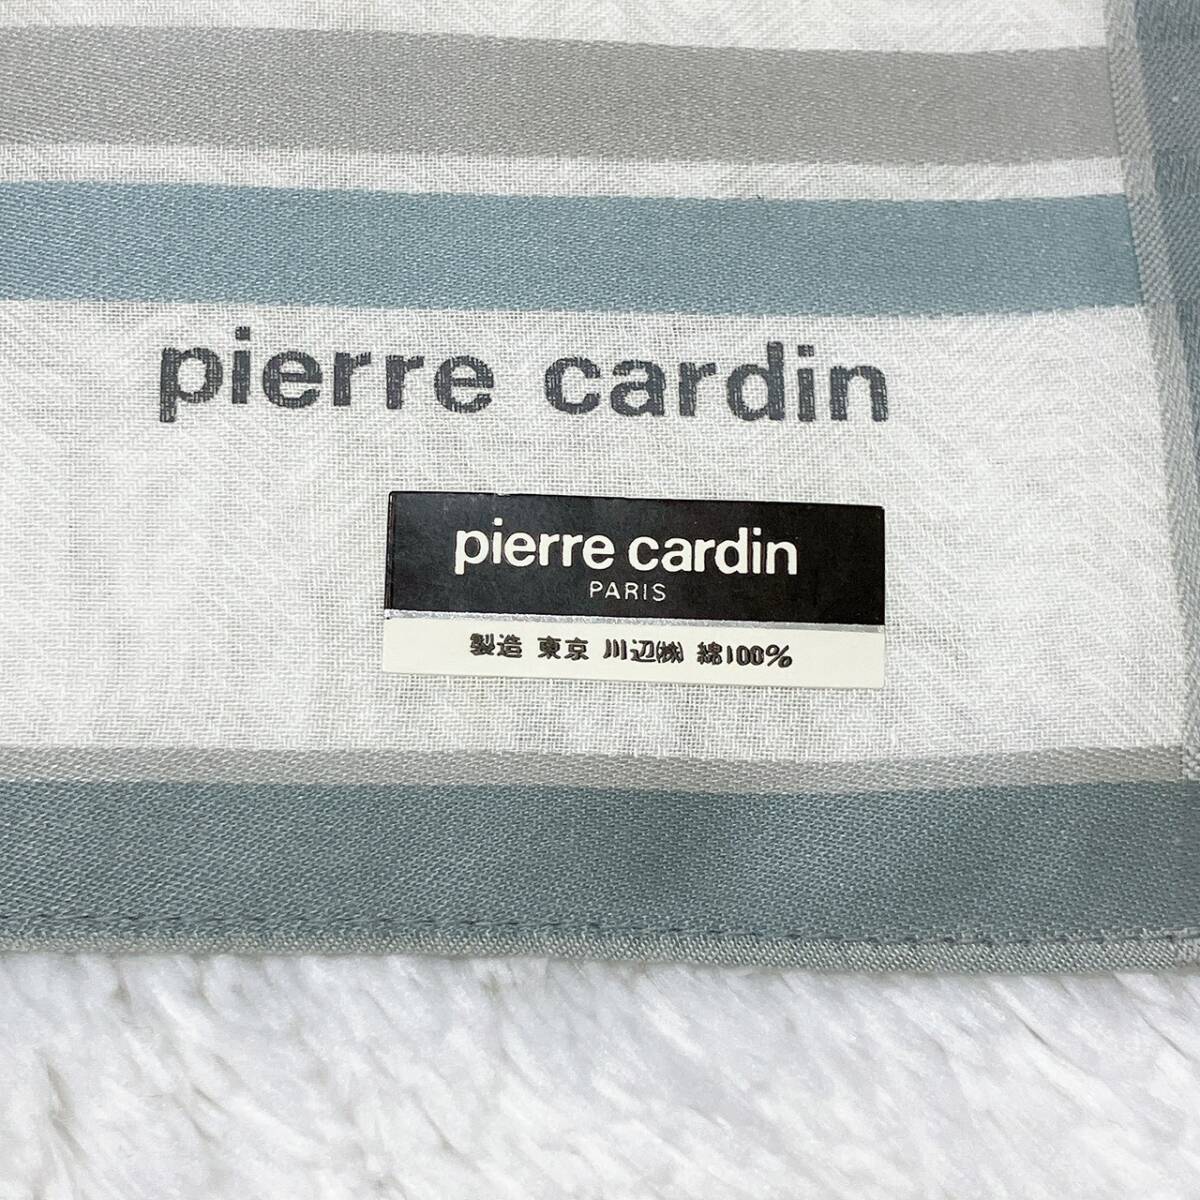 pierre cardin
pierre cardin
PARIS
製造 東京 川辺㈱ 綿100%